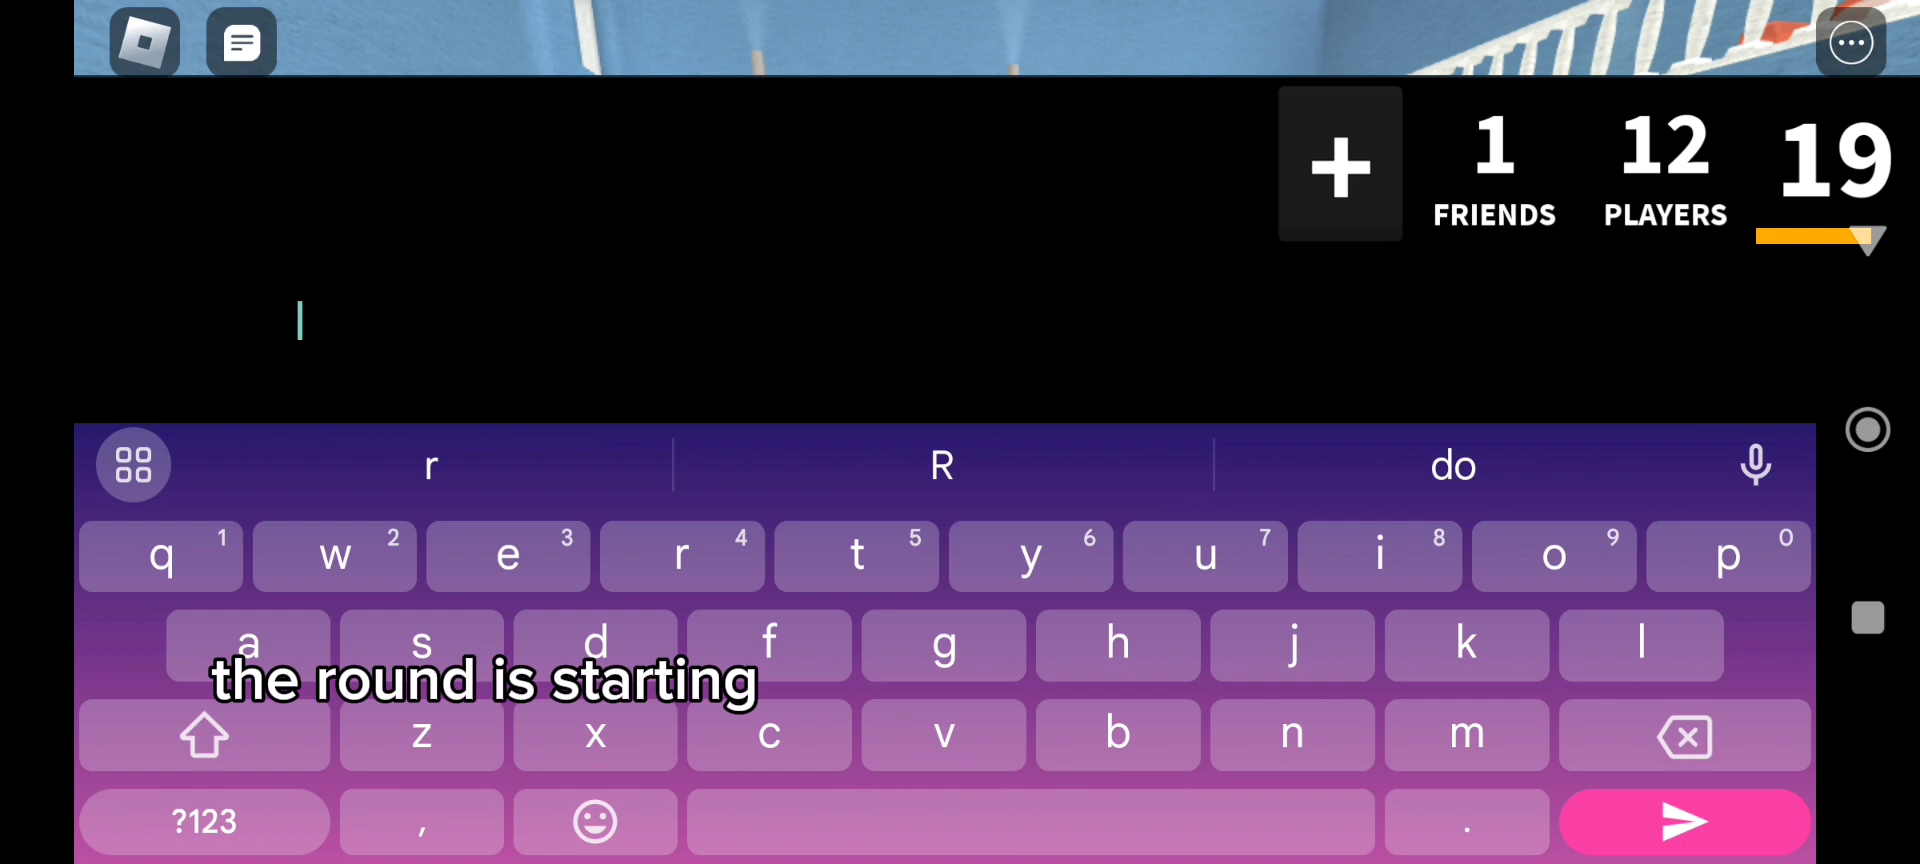 + 1 12 19
FRIENDS PLAYERS
r R do
q 1 w 2 e 3 r 4 t 5 y 6 u 7 i 8 o 9 p 0
a s d f g h j k l
the round is starting
z x c v b n m
?123 , .